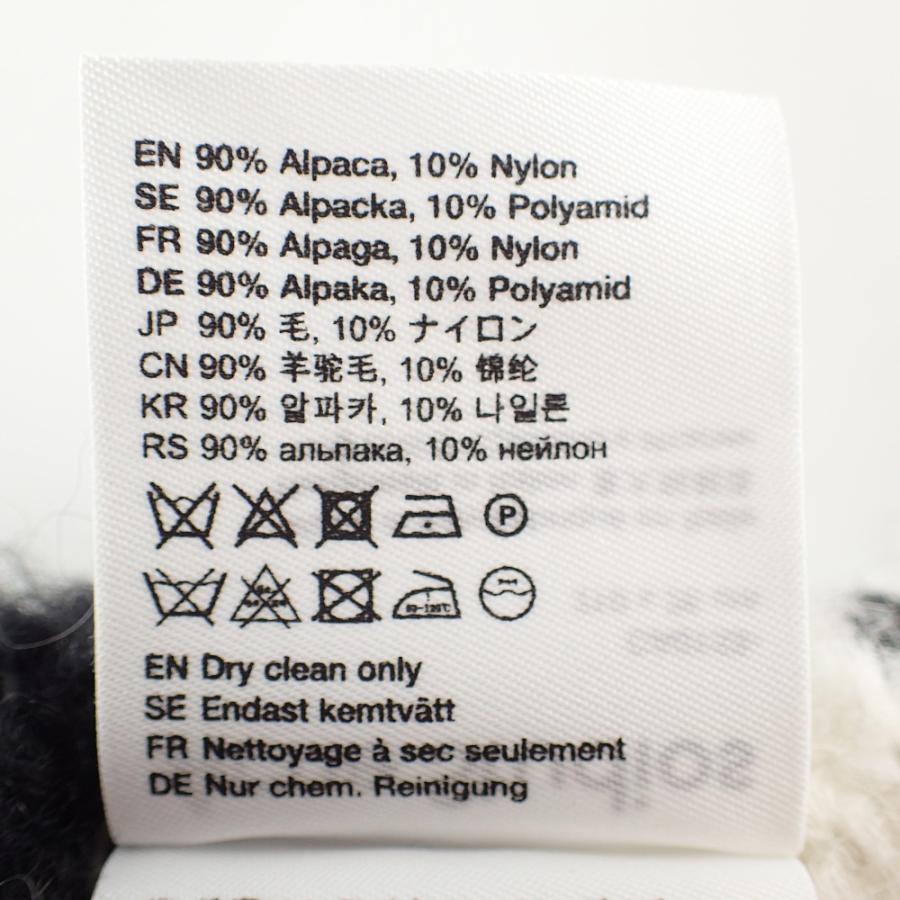 EN 90% Alpaca, 10% Nylon
SE 90% Alpacka, 10% Polyamid
FR 90% Alpaga, 10% Nylon
DE 90% Alpaka, 10% Polyamid
JP 90% 毛, 10% ナイロン
CN 90% 羊驼毛, 10% 锦纶
KR 90% 알파카, 10% 나일론
RS 90% альпака, 10% нейлон
P
EN Dry clean only
SE Endast kemtvätt
FR Nettoyage à sec seulement
DE Nur chem. Reinigung